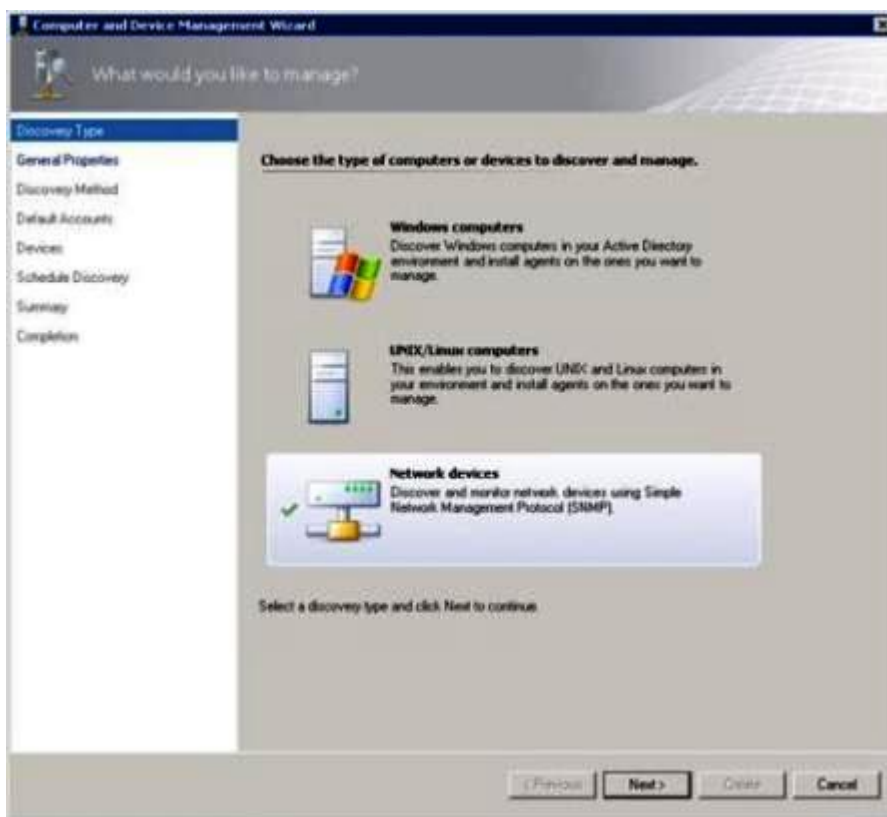 Computer and Device Management Wizard
What would you like to manage?
Discovery Type
General Properties
Discovery Method
Default Accounts
Devices
Schedule Discovery
Summary
Completion
Choose the type of computers or devices to discover and manage.
Windows computers
Discover Windows computers in your Active Directory
environment and install agents on the ones you want to
manage.
UNIX/Linux computers
This enables you to discover UNIX and Linux computers in
your environment and install agents on the ones you want to
manage.
Network devices
Discover and monitor network devices using Simple
Network Management Protocol (SNMP).
Select a discovery type and click Next to continue
< Previous
Next >
Create
Cancel